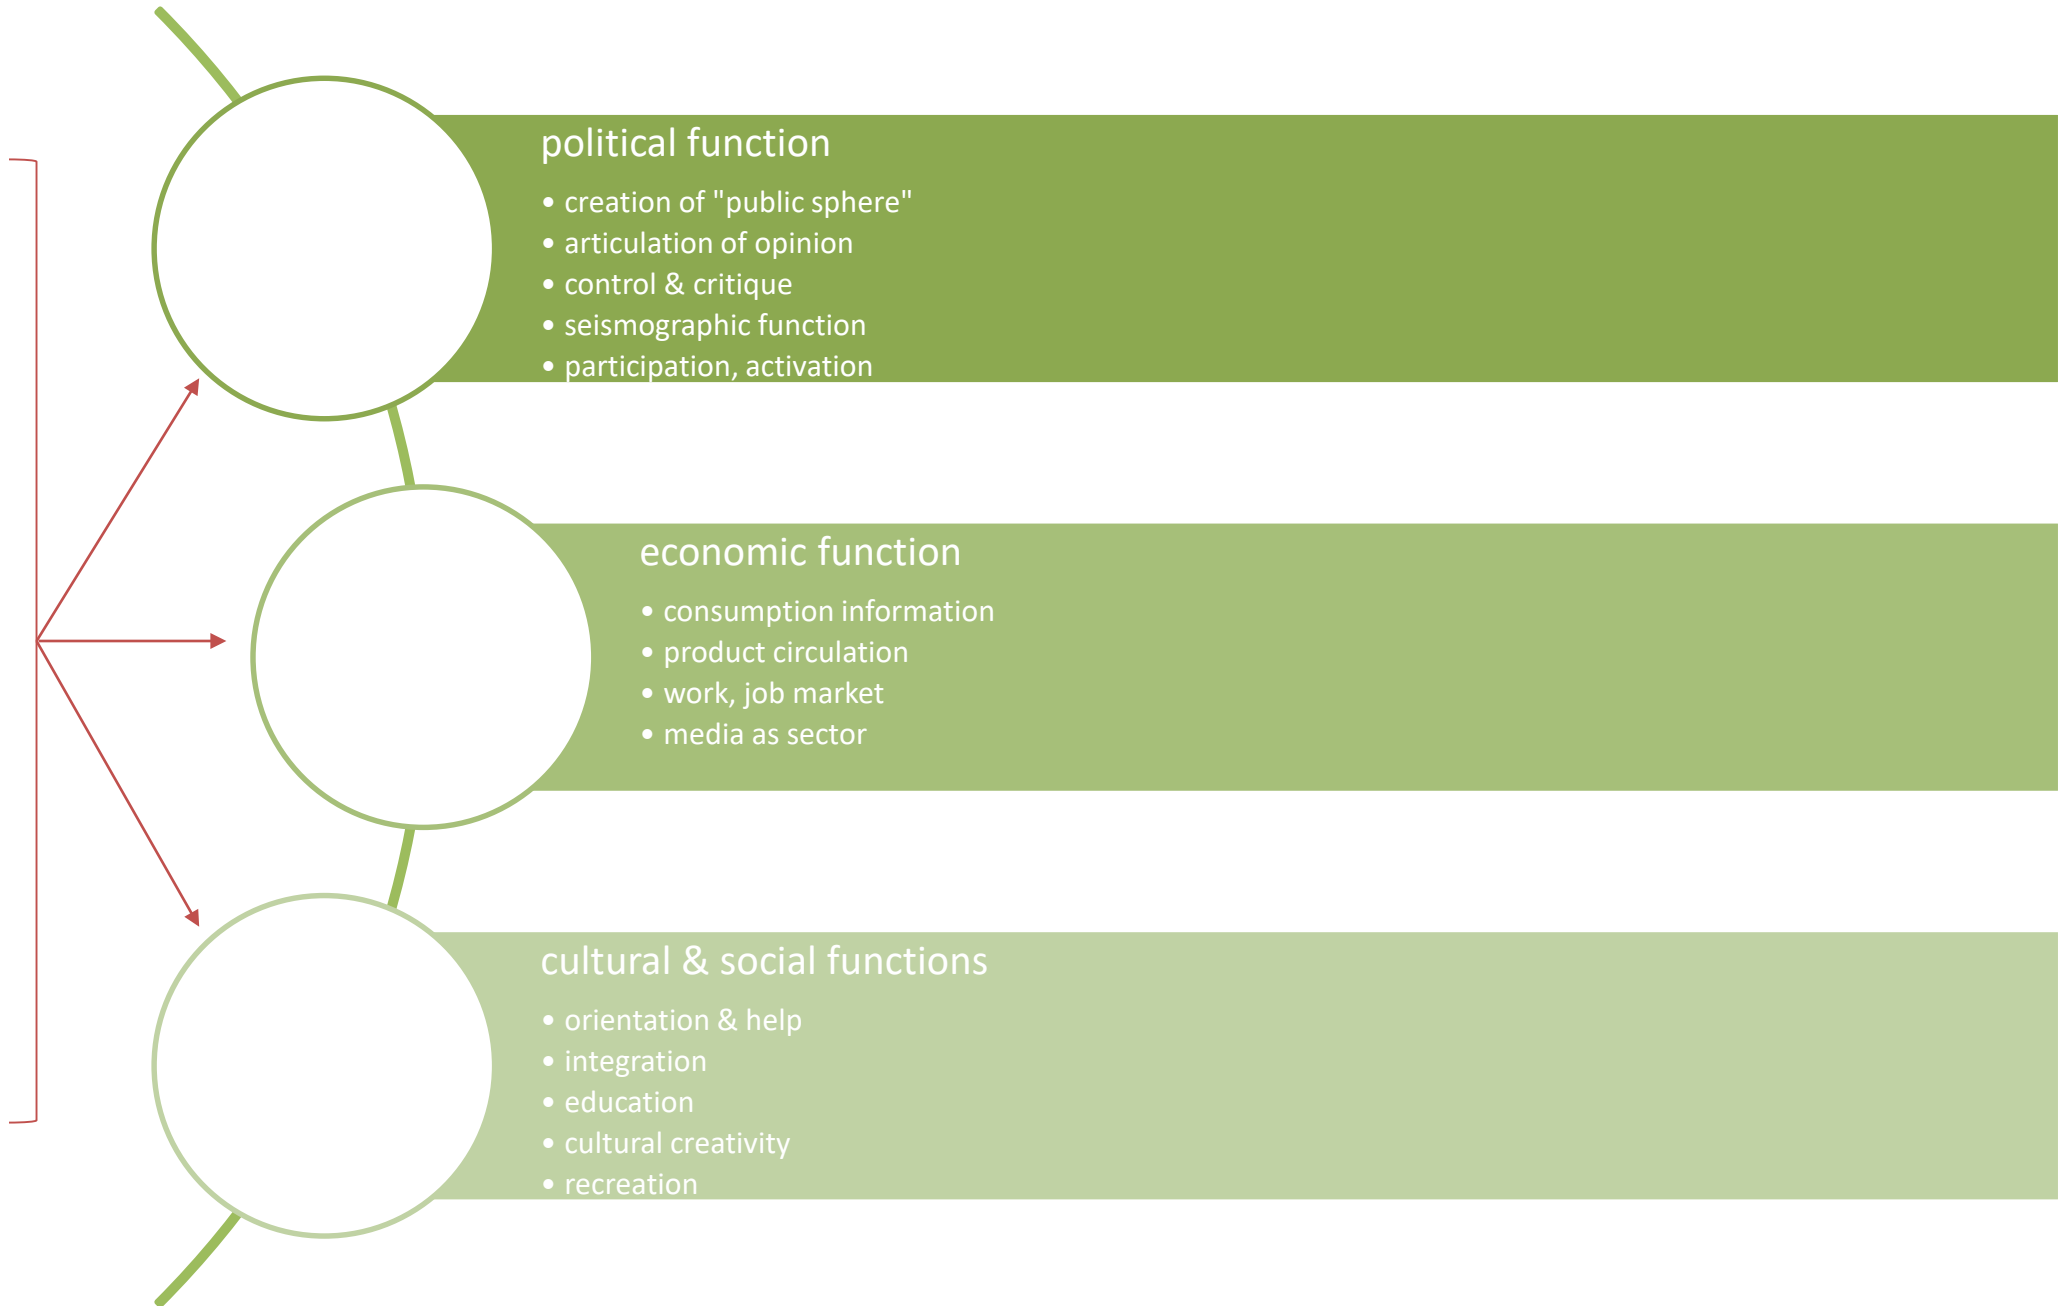 political function
• creation of "public sphere"
• articulation of opinion
• control & critique
• seismographic function
• participation, activation
economic function
• consumption information
• product circulation
• work, job market
• media as sector
cultural & social functions
• orientation & help
• integration
• education
• cultural creativity
• recreation